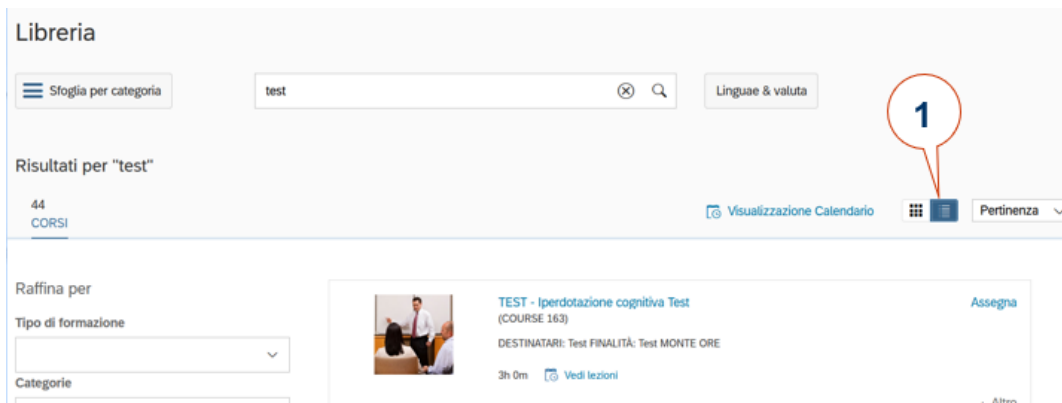 Libreria
Sfoglia per categoria
test
Linguae & valuta
1
Risultati per "test"
44
CORSI
Visualizzazione Calendario
Pertinenza
Raffina per
TEST - Iperdotazione cognitiva Test
Assegna
(COURSE 163)
Tipo di formazione
DESTINATARI: Test FINALITÀ: Test MONTE ORE
3h 0m Vedi lezioni
Categorie
Altro